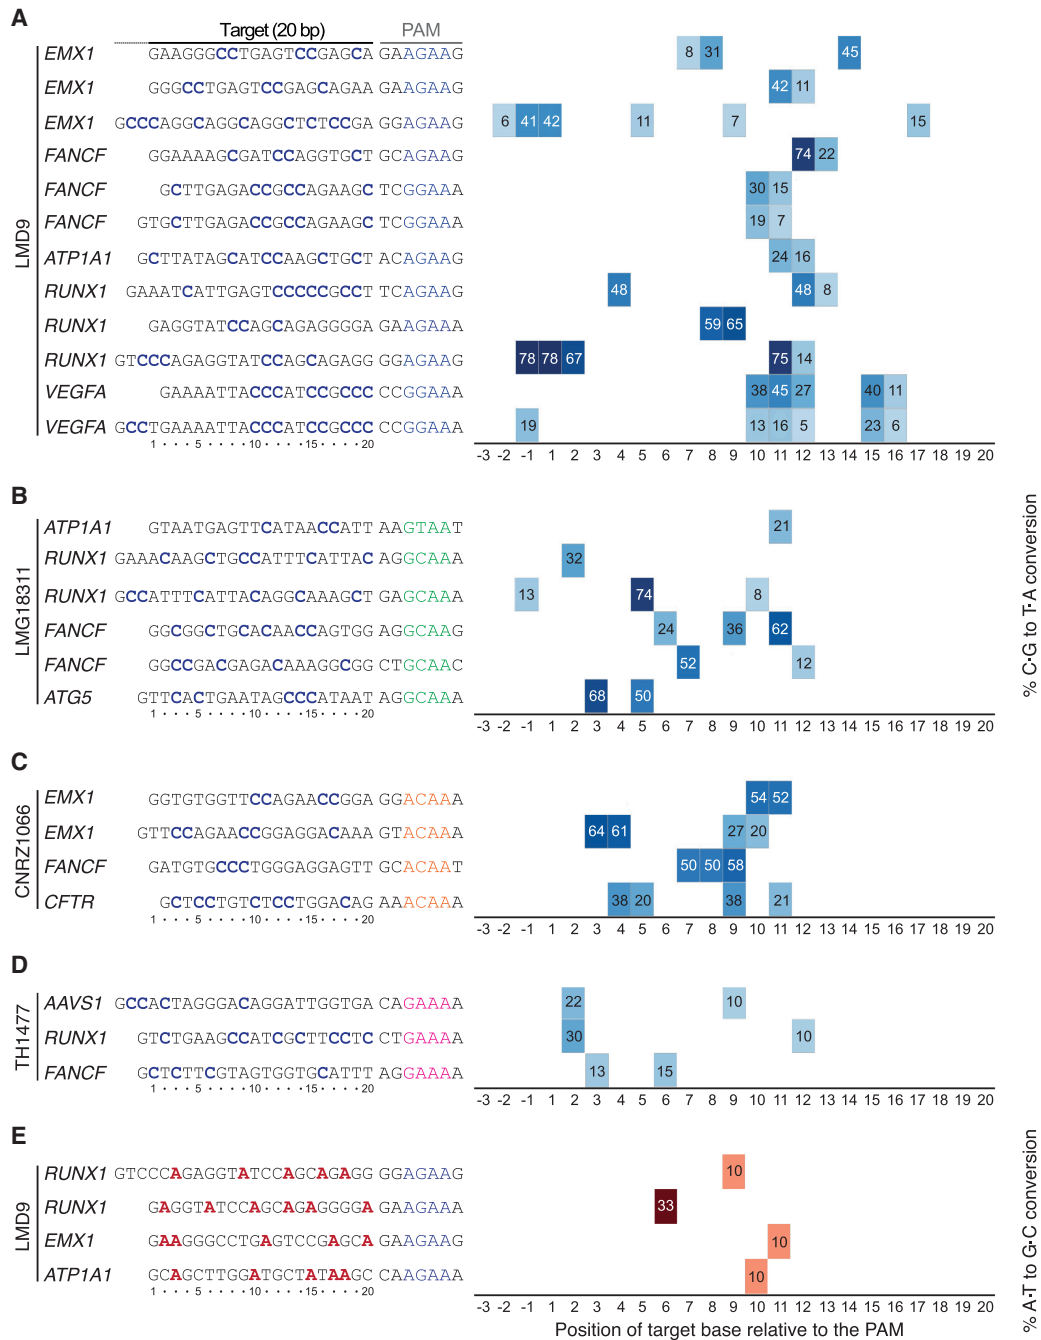 A
Target (20 bp) PAM
LMD9
EMX1 GAAGGGCCTGAGTCCGAGCA GAAGAAG 8 31 45
EMX1 GGGCCTGAGTCCGAGCAGAA GAAGAAG 42 11
EMX1 GCCCAGGCAGGCAGGCTCTCCGA GGAGAAG 6 41 42 11 7 15
FANCF GGAAAAGCGATCCAGGTGCT GCAGAAG 74 22
FANCF GCTTGAGACCGCCAGAAGC TCGGAAA 30 15
FANCF GTGCTTGAGACCGCCAGAAGC TCGGAAA 19 7
ATP1A1 GCTTATAGCATCCAAGCTGCT ACAGAAG 24 16
RUNX1 GAAATCATTGAGTCCCCCGCCT TCAGAAG 48 48 8
RUNX1 GAGGTATCCAGCAGAGGGGA GAAGAAA 59 65
RUNX1 GTCCCAGAGGTATCCAGCAGAGG GGAGAAG 78 78 67 75 14
VEGFA GAAAATTACCCATCCGCCC CCGGAAA 38 45 27 40 11
VEGFA GCCTGAAAATTACCCATCCGCCC CCGGAAA 19 13 16 5 23 6
1 · · · 5 · · · · 10 · · · · 15 · · · · 20
-3 -2 -1 1 2 3 4 5 6 7 8 9 10 11 12 13 14 15 16 17 18 19 20
B
LMG18311
ATP1A1 GTAATGAGTTCATAACCATT AAGTAAT 21
RUNX1 GAAACAAGCTGCCATTTCATTAC AGGCAAA 32
RUNX1 GCCATTTCATTACAGGCAAAGCT GAGCAAA 13 74 8
FANCF GGCGGCTGCACAACCAGTGG AGGCAAG 24 36 62
FANCF GGCCGACGAGACAAAGGCGG CTGCAAC 52 12
ATG5 GTTCACTGAATAGCCCATAAT AGGCAAA 68 50
1 · · · 5 · · · · 10 · · · · 15 · · · · 20
-3 -2 -1 1 2 3 4 5 6 7 8 9 10 11 12 13 14 15 16 17 18 19 20
% C·G to T·A conversion
C
CNRZ1066
EMX1 GGTGTGGTTCCAGAACCGGA GGACAAA 54 52
EMX1 GTTCCAGAACCGGAGGACAAA GTACAAA 64 61 27 20
FANCF GATGTGCCCTGGGAGGAGTT GCACAAT 50 50 58
CFTR GCTCCTGTCTCCTGGACAG AAACAAA 38 20 38 21
1 · · · 5 · · · · 10 · · · · 15 · · · · 20
-3 -2 -1 1 2 3 4 5 6 7 8 9 10 11 12 13 14 15 16 17 18 19 20
D
TH1477
AAVS1 GCCACTAGGGACAGGATTGGTGA CAGAAAA 22 10
RUNX1 GTCTGAAGCCATCGCTTCCTC CTGAAAA 30 10
FANCF GCTCTTCGTAGTGGTGCATTT AGGAAAA 13 15
1 · · · 5 · · · · 10 · · · · 15 · · · · 20
-3 -2 -1 1 2 3 4 5 6 7 8 9 10 11 12 13 14 15 16 17 18 19 20
E
LMD9
RUNX1 GTCCCAGAGGTATCCAGCAGAGG GGAGAAG 10
RUNX1 GAGGTATCCAGCAGAGGGGA GAAGAAA 33
EMX1 GAAGGGCCTGAGTCCGAGCA GAAGAAG 10
ATP1A1 GCAGCTTGGATGCTATAAGC CAAGAAA 10
1 · · · 5 · · · · 10 · · · · 15 · · · · 20
-3 -2 -1 1 2 3 4 5 6 7 8 9 10 11 12 13 14 15 16 17 18 19 20
Position of target base relative to the PAM
% A·T to G·C conversion